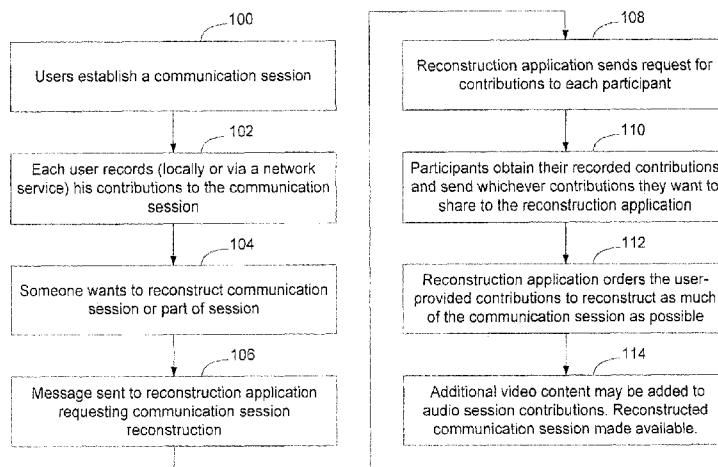 100
Users establish a communication session
102
Each user records (locally or via a network
service) his contributions to the communication
session
104
Someone wants to reconstruct communication
session or part of session
106
Message sent to reconstruction application
requesting communication session
reconstruction
108
Reconstruction application sends request for
contributions to each participant
110
Participants obtain their recorded contributions
and send whichever contributions they want to
share to the reconstruction application
112
Reconstruction application orders the user-
provided contributions to reconstruct as much
of the communication session as possible
114
Additional video content may be added to
audio session contributions. Reconstructed
communication session made available.